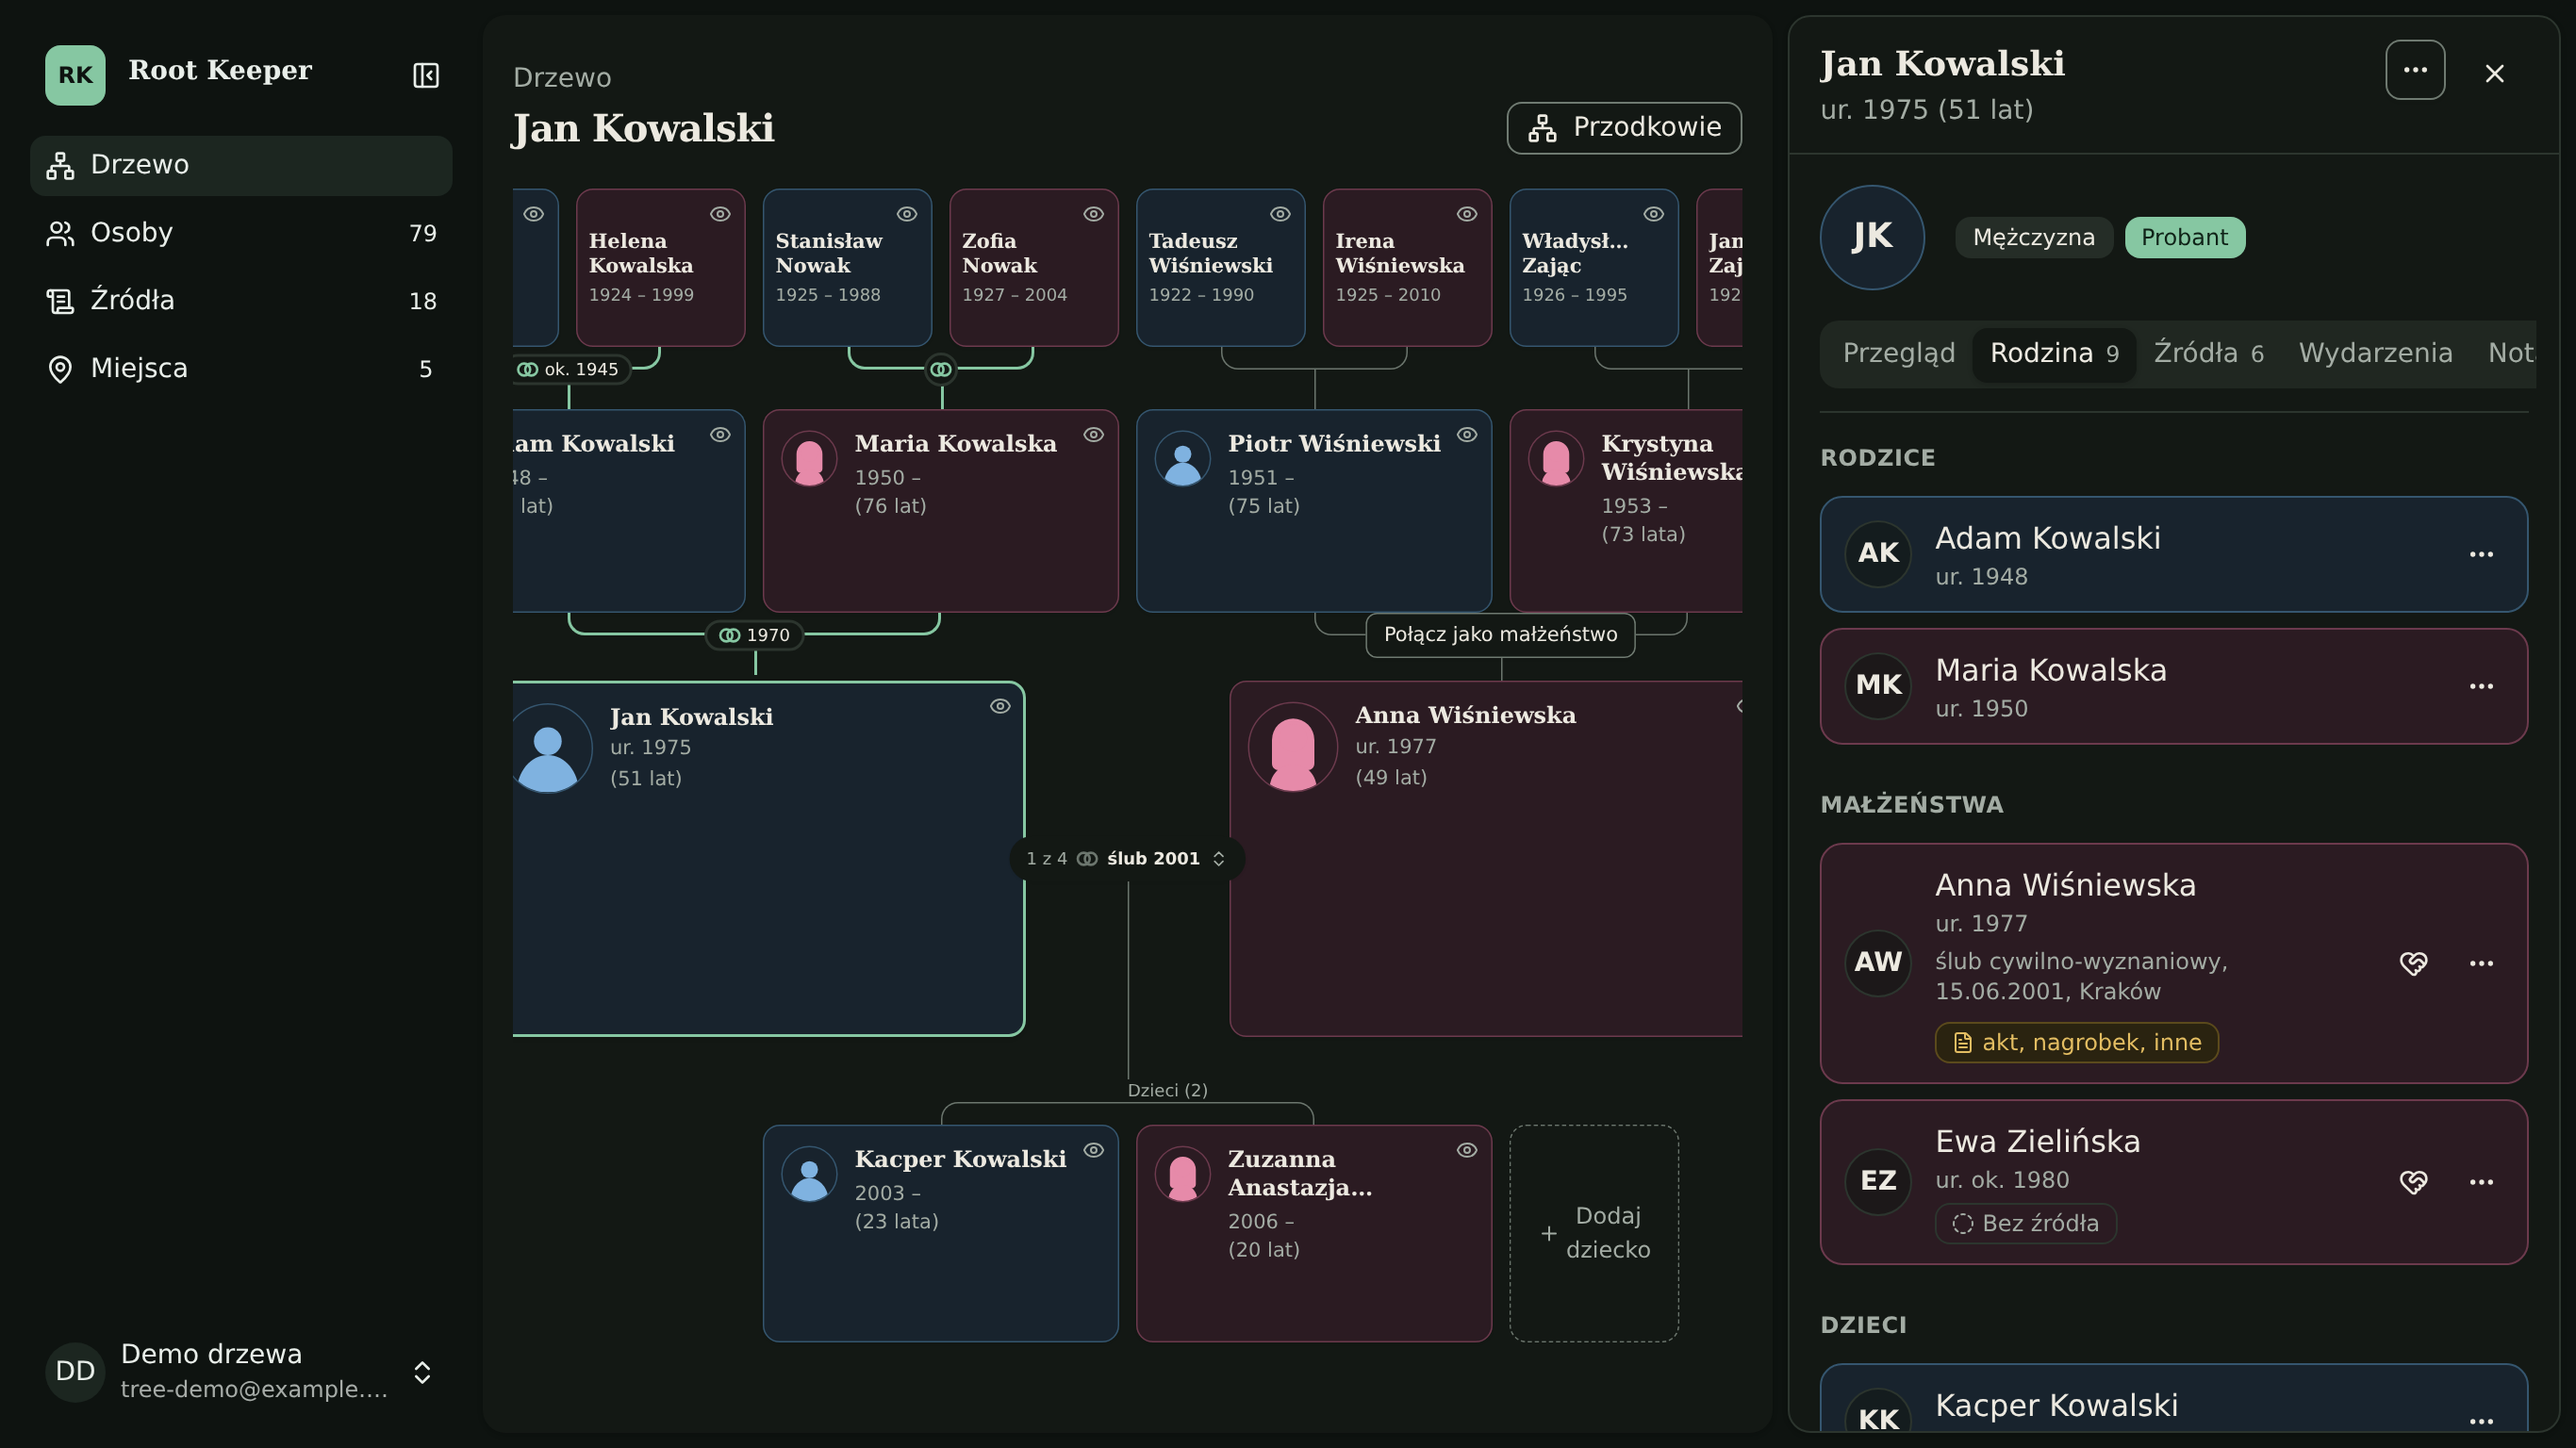 RK
Root Keeper
Drzewo
Osoby 79
Źródła 18
Miejsca 5
DD
Demo drzewa
tree-demo@example....
Drzewo
Jan Kowalski
Przodkowie
Helena
Kowalska
1924 – 1999
Stanisław
Nowak
1925 – 1988
Zofia
Nowak
1927 – 2004
Tadeusz
Wiśniewski
1922 – 1990
Irena
Wiśniewska
1925 – 2010
Władysł...
Zając
1926 – 1995
Jan
Zaj
192
ok. 1945
am Kowalski
48 –
lat)
Maria Kowalska
1950 –
(76 lat)
Piotr Wiśniewski
1951 –
(75 lat)
Krystyna
Wiśniewska
1953 –
(73 lata)
1970
Połącz jako małżeństwo
Jan Kowalski
ur. 1975
(51 lat)
Anna Wiśniewska
ur. 1977
(49 lat)
1 z 4 ślub 2001
Dzieci (2)
Kacper Kowalski
2003 –
(23 lata)
Zuzanna
Anastazja...
2006 –
(20 lat)
+ Dodaj
dziecko
Jan Kowalski
ur. 1975 (51 lat)
JK
Mężczyzna
Probant
Przegląd Rodzina 9 Źródła 6 Wydarzenia Not
RODZICE
AK
Adam Kowalski
ur. 1948
MK
Maria Kowalska
ur. 1950
MAŁŻEŃSTWA
AW
Anna Wiśniewska
ur. 1977
ślub cywilno-wyznaniowy,
15.06.2001, Kraków
akt, nagrobek, inne
EZ
Ewa Zielińska
ur. ok. 1980
Bez źródła
DZIECI
KK
Kacper Kowalski